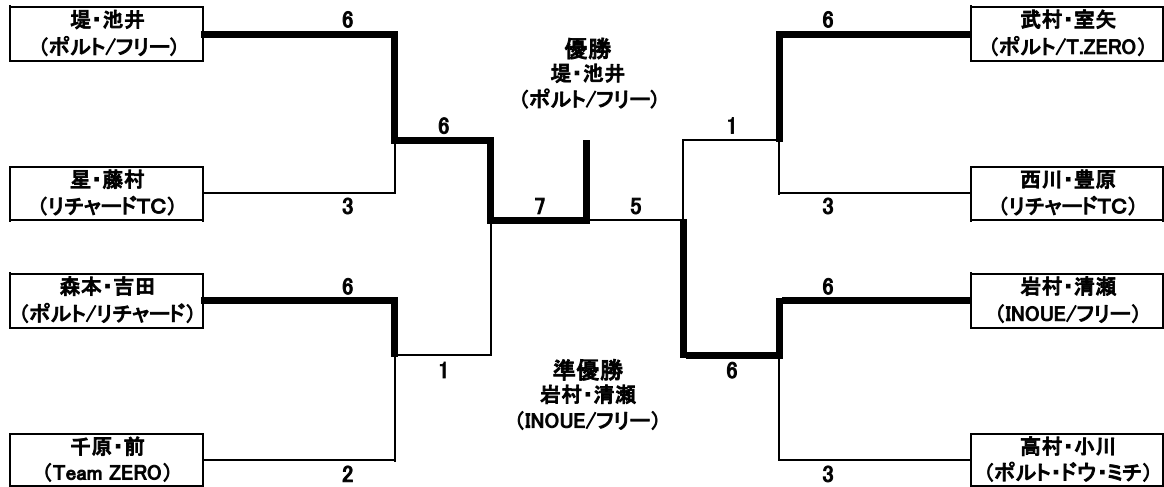 堤・池井
(ポルト/フリー)
6
6
武村・室矢
(ポルト/T.ZERO)
優勝
堤・池井
(ポルト/フリー)
6
1
星・藤村
(リチャードTC)
3
7
5
3
西川・豊原
(リチャードTC)
森本・吉田
(ポルト/リチャード)
6
6
岩村・清瀬
(INOUE/フリー)
1
準優勝
岩村・清瀬
(INOUE/フリー)
6
千原・前
(Team ZERO)
2
3
高村・小川
(ポルト・ドウ・ミチ)